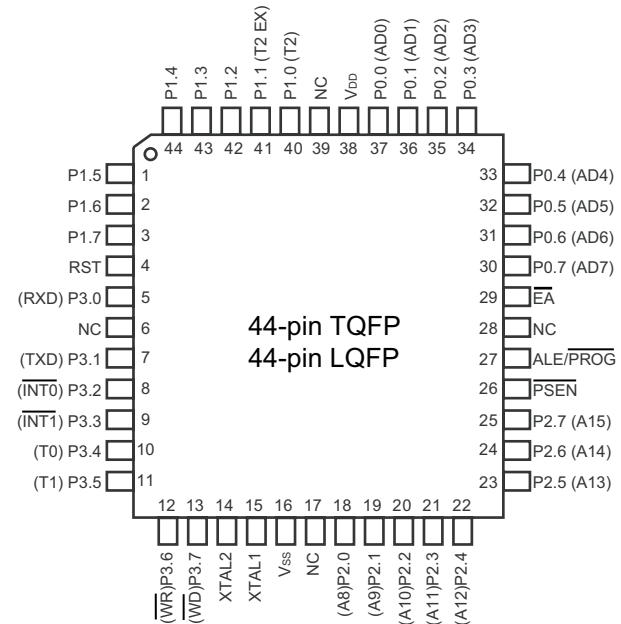 P1.4
P1.3
P1.2
P1.1 (T2 EX)
P1.0 (T2)
NC
VDD
P0.0 (AD0)
P0.1 (AD1)
P0.2 (AD2)
P0.3 (AD3)
44 43 42 41 40 39 38 37 36 35 34
P1.5 1
P1.6 2
P1.7 3
RST 4
(RXD) P3.0 5
NC 6
(TXD) P3.1 7
(INT0) P3.2 8
(INT1) P3.3 9
(T0) P3.4 10
(T1) P3.5 11
44-pin TQFP
44-pin LQFP
33 P0.4 (AD4)
32 P0.5 (AD5)
31 P0.6 (AD6)
30 P0.7 (AD7)
29 EA
28 NC
27 ALE/PROG
26 PSEN
25 P2.7 (A15)
24 P2.6 (A14)
23 P2.5 (A13)
12 13 14 15 16 17 18 19 20 21 22
(WR)P3.6
(WD)P3.7
XTAL2
XTAL1
VSS
NC
(A8)P2.0
(A9)P2.1
(A10)P2.2
(A11)P2.3
(A12)P2.4